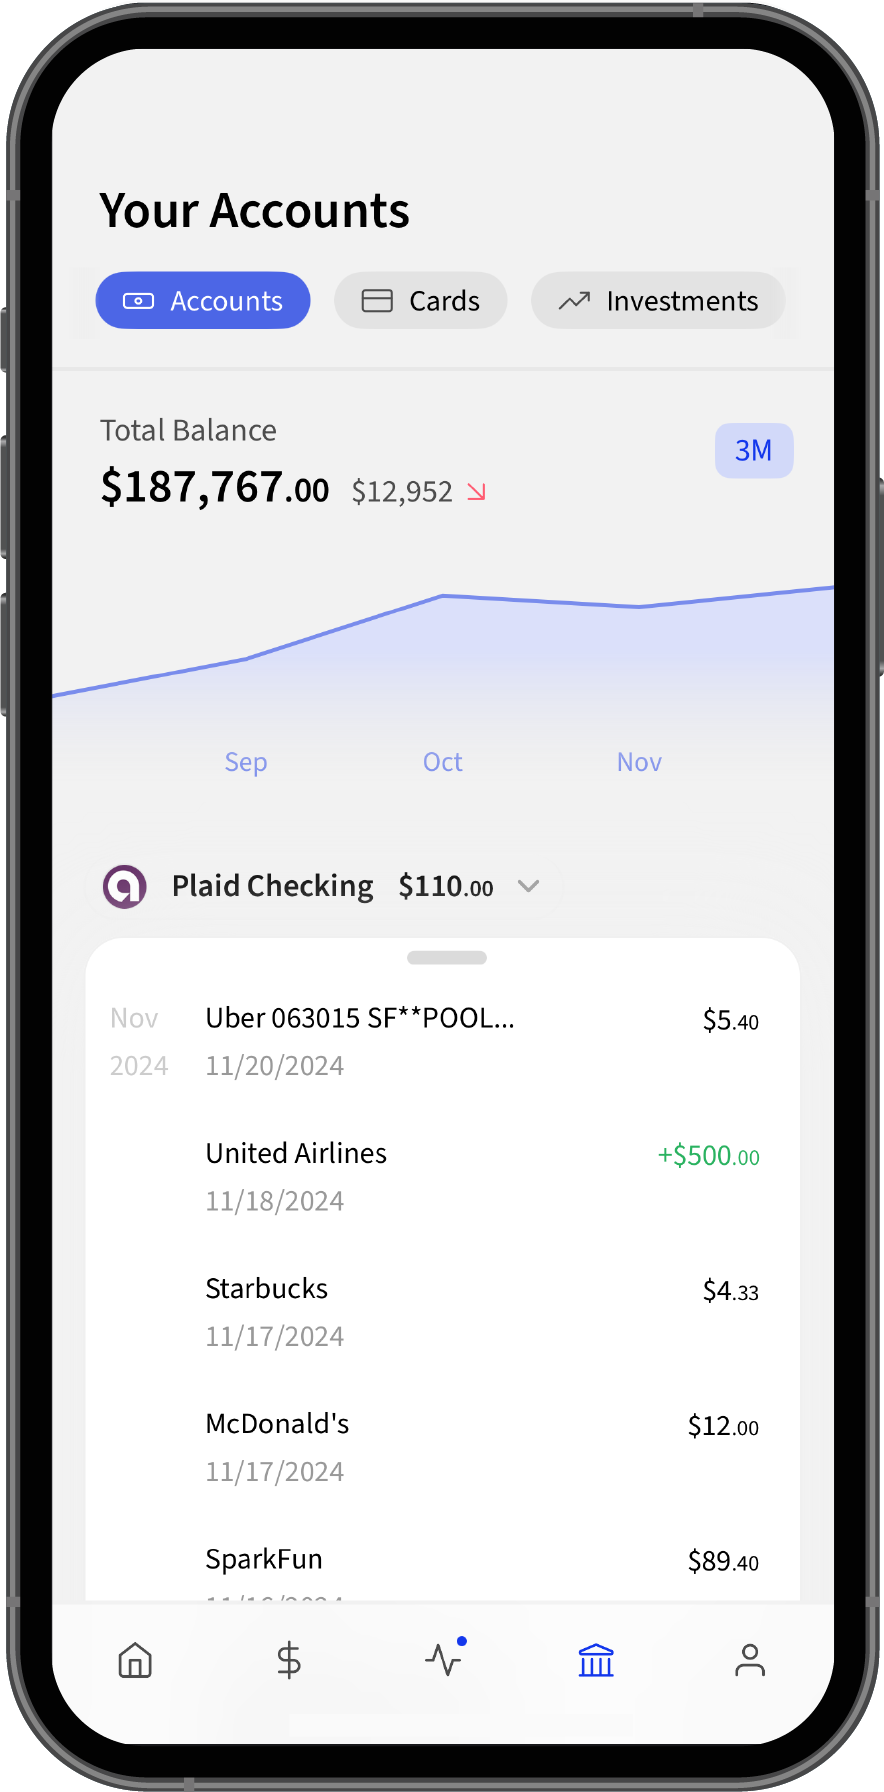 Your Accounts
Accounts Cards Investments
Total Balance
3M
$187,767.00 $12,952
Sep Oct Nov
Plaid Checking $110.00
Nov Uber 063015 SF**POOL... $5.40
2024 11/20/2024
United Airlines +$500.00
11/18/2024
Starbucks $4.33
11/17/2024
McDonald's $12.00
11/17/2024
SparkFun $89.40